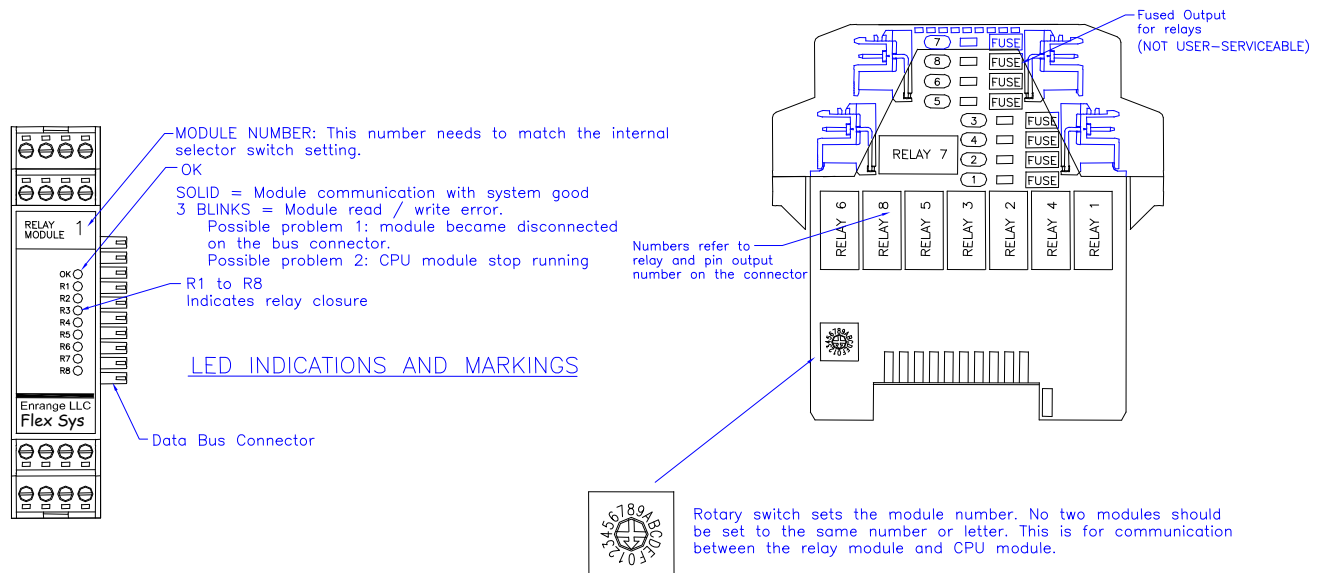 MODULE NUMBER: This number needs to match the internal
selector switch setting.
OK
SOLID = Module communication with system good
3 BLINKS = Module read / write error.
Possible problem 1: module became disconnected
on the bus connector.
Possible problem 2: CPU module stop running
R1 to R8
Indicates relay closure
LED INDICATIONS AND MARKINGS
Data Bus Connector
RELAY
MODULE 1
OK
R1
R2
R3
R4
R5
R6
R7
R8
Enrange LLC
Flex Sys
Fused Output
for relays
(NOT USER-SERVICEABLE)
7 FUSE
8 FUSE
6 FUSE
5 FUSE
3 FUSE
4 FUSE
2 FUSE
1 FUSE
RELAY 7
RELAY 6
RELAY 8
RELAY 5
RELAY 3
RELAY 2
RELAY 4
RELAY 1
Numbers refer to
relay and pin output
number on the connector
0123456789ABCDEF
0123456789ABCDEF
Rotary switch sets the module number. No two modules should
be set to the same number or letter. This is for communication
between the relay module and CPU module.